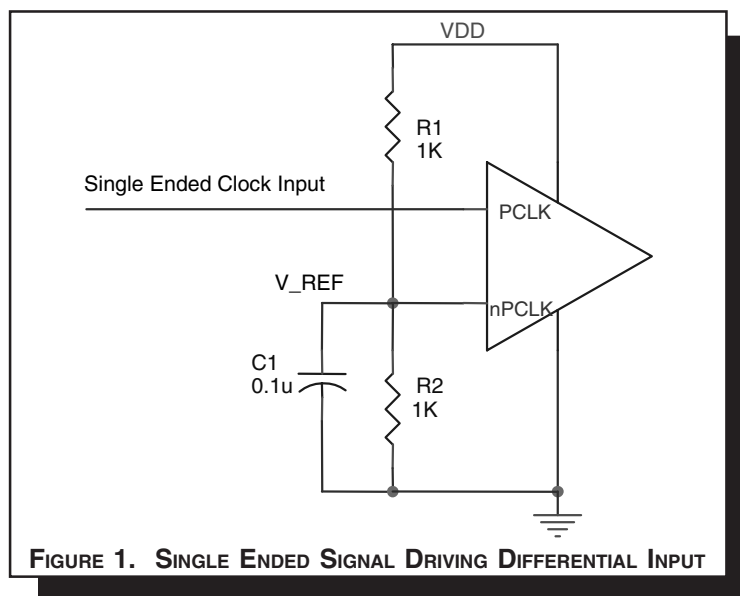 VDD
R1
1K
Single Ended Clock Input
PCLK
V_REF
nPCLK
C1
0.1u
R2
1K
FIGURE 1. SINGLE ENDED SIGNAL DRIVING DIFFERENTIAL INPUT